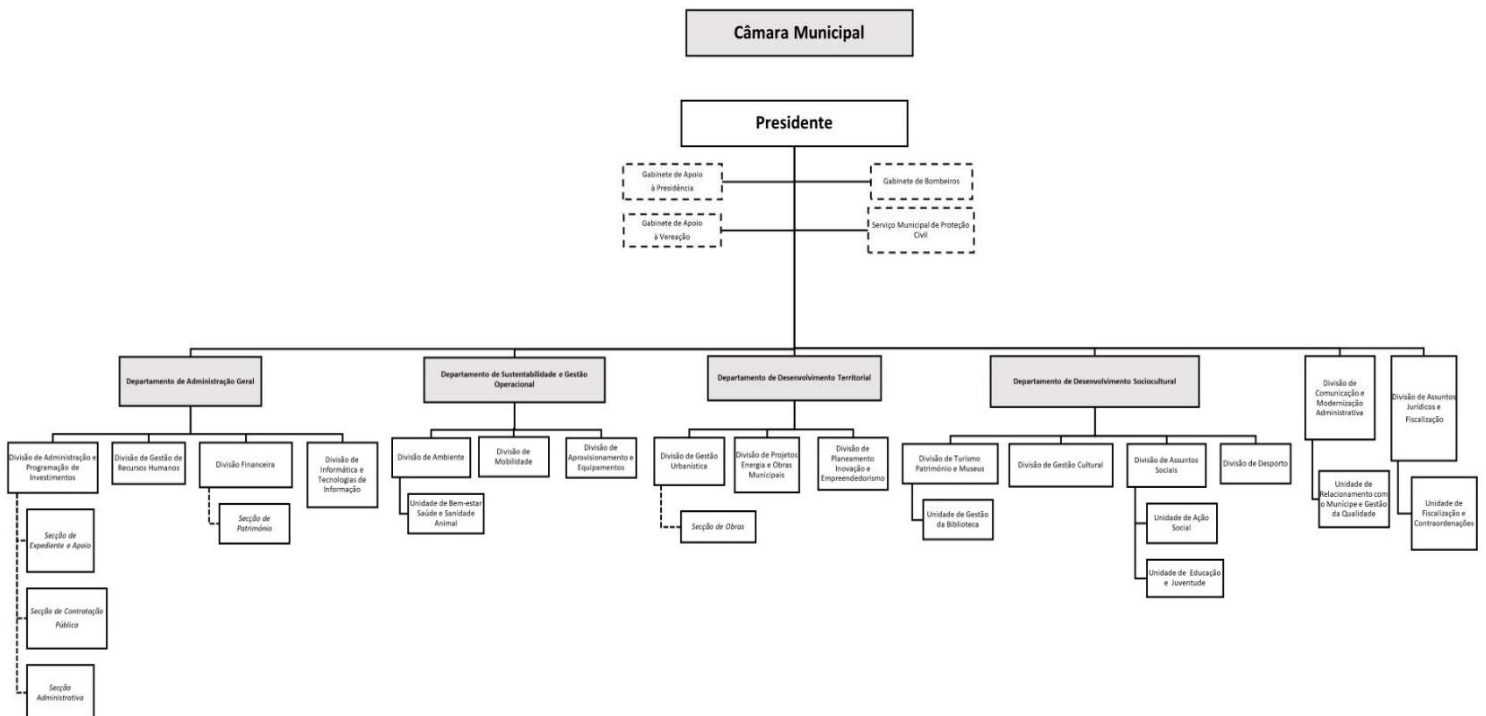 Câmara Municipal
Presidente
Gabinete de Apoio
à Presidência
Gabinete de Bombeiros
Gabinete de Apoio
à Vereação
Serviço Municipal de Proteção
Civil
Departamento de Administração Geral
Departamento de Sustentabilidade e Gestão
Operacional
Departamento de Desenvolvimento Territorial
Departamento de Desenvolvimento Sociocultural
Divisão de
Comunicação e
Modernização
Administrativa
Divisão de Assuntos
Jurídicos e
Fiscalização
Divisão de Administração e
Programação de
Investimentos
Divisão de Gestão de
Recursos Humanos
Divisão Financeira
Divisão de
Informática e
Tecnologias de
Informação
Divisão de Ambiente
Divisão de
Mobilidade
Divisão de
Aprovisionamento e
Equipamentos
Divisão de Gestão
Urbanística
Divisão de Projetos
Energia e Obras
Municipais
Divisão de
Planeamento
Inovação e
Empreendedorismo
Divisão de Turismo
Património e Museus
Divisão de Gestão Cultural
Divisão de Assuntos
Sociais
Divisão de Desporto
Unidade de
Relacionamento com
o Munícipe e Gestão
da Qualidade
Unidade de
Fiscalização e
Contraordenações
Secção de
Expediente e Apoio
Secção de
Património
Unidade de Bem-estar
Saúde e Sanidade
Animal
Secção de Obras
Unidade de Gestão
da Biblioteca
Unidade de Ação
Social
Unidade de Educação
e Juventude
Secção de Contratação
Pública
Secção
Administrativa